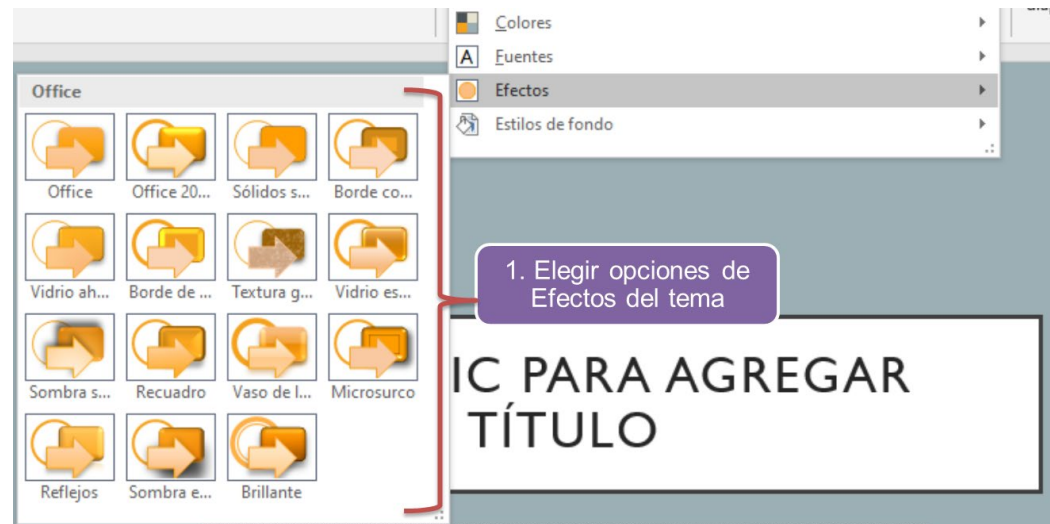 Colores
Fuentes
Efectos
Estilos de fondo
Office
Office
Office 20...
Sólidos s...
Borde co...
Vidrio ah...
Borde de ...
Textura g...
Vidrio es...
Sombra s...
Recuadro
Vaso de l...
Microsurco
Reflejos
Sombra e...
Brillante
1. Elegir opciones de
Efectos del tema
IC PARA AGREGAR
TÍTULO